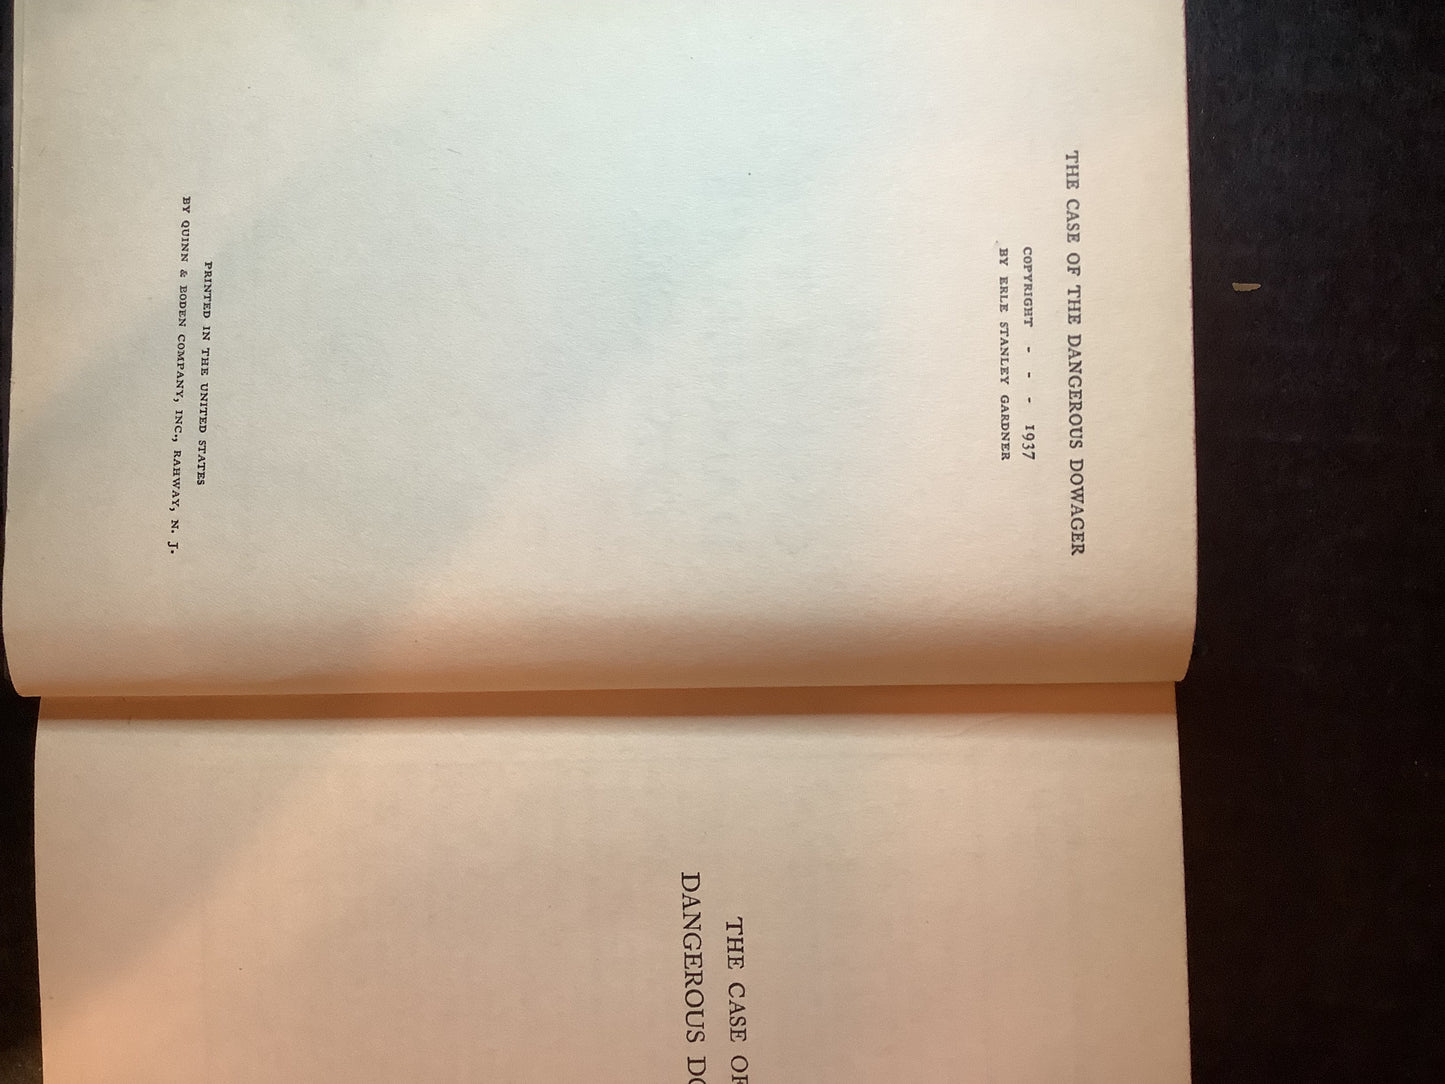 THE CASE OF THE DANGEROUS DOWAGER
COPYRIGHT - - - 1937
BY ERLE STANLEY GARDNER
PRINTED IN THE UNITED STATES
BY QUINN & BODEN COMPANY, INC., RAHWAY, N. J.
THE CASE OF
DANGEROUS DO